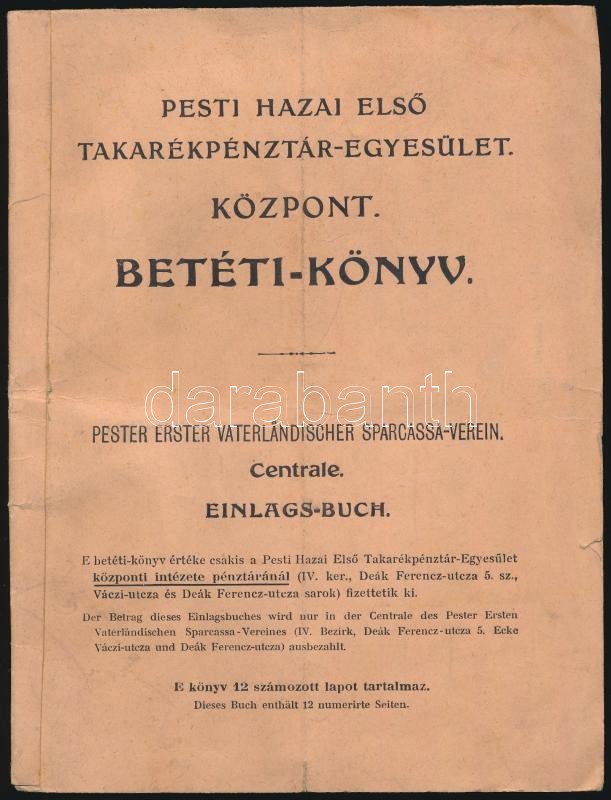 PESTI HAZAI ELSŐ
TAKARÉKPÉNZTÁR-EGYESÜLET.
KÖZPONT.
BETÉTI-KÖNYV.
darabanth
PESTER ERSTER VATERLÄNDISCHER SPARCASSA-VEREIN.
Centrale.
EINLAGS-BUCH.
E betéti-könyv értéke csakis a Pesti Hazai Első Takarékpénztár-Egyesület
központi intézete pénztáránál (IV. ker., Deák Ferencz-utcza 5. sz.,
Váczi-utcza és Deák Ferencz-utcza sarok) fizettetik ki.
Der Betrag dieses Einlagsbuches wird nur in der Centrale des Pester Ersten
Vaterländischen Sparcassa-Vereines (IV. Bezirk, Deák Ferencz-utcza 5. Ecke
Váczi-utcza und Deák Ferencz-utcza) ausbezahlt.
E könyv 12 számozott lapot tartalmaz.
Dieses Buch enthält 12 numerirte Seiten.